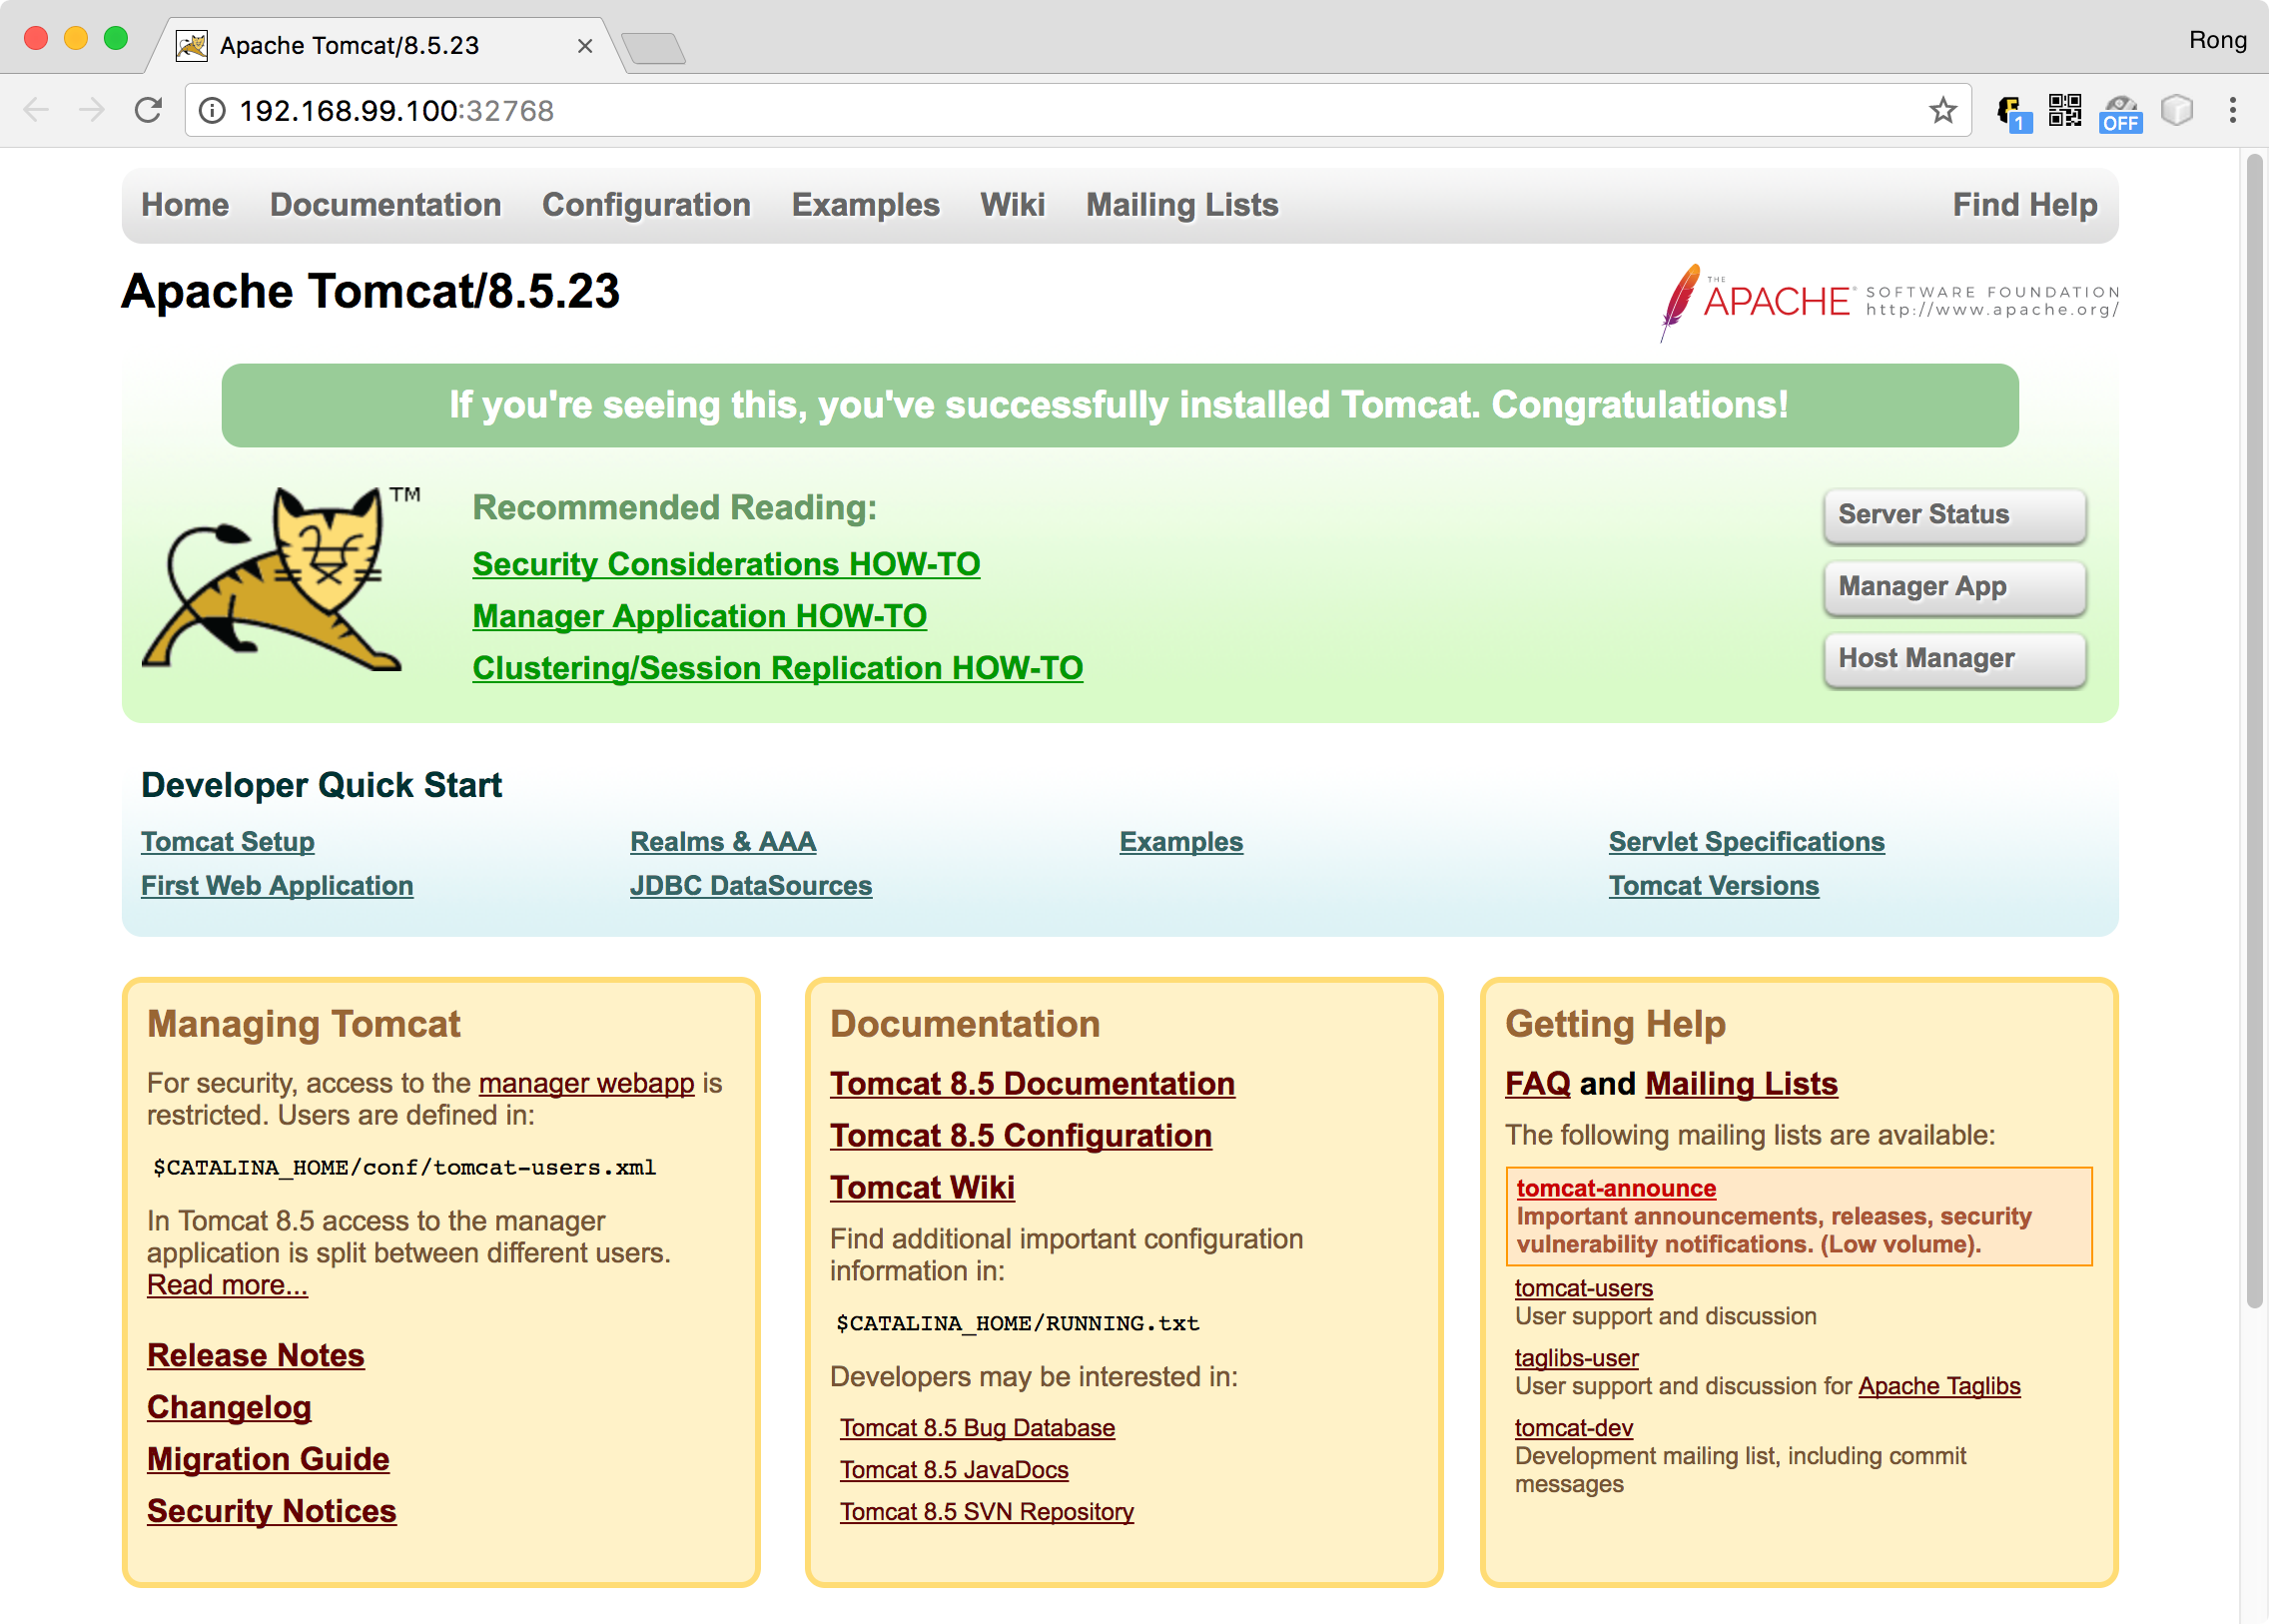 Apache Tomcat/8.5.23
Rong
192.168.99.100:32768
1
OFF
Home Documentation Configuration Examples Wiki Mailing Lists Find Help
Apache Tomcat/8.5.23
THE
APACHE® SOFTWARE FOUNDATION
http://www.apache.org/
If you're seeing this, you've successfully installed Tomcat. Congratulations!
TM
Recommended Reading:
Security Considerations HOW-TO
Manager Application HOW-TO
Clustering/Session Replication HOW-TO
Server Status
Manager App
Host Manager
Developer Quick Start
Tomcat Setup
First Web Application
Realms & AAA
JDBC DataSources
Examples
Servlet Specifications
Tomcat Versions
Managing Tomcat
For security, access to the manager webapp is
restricted. Users are defined in:
$CATALINA_HOME/conf/tomcat-users.xml
In Tomcat 8.5 access to the manager
application is split between different users.
Read more...
Release Notes
Changelog
Migration Guide
Security Notices
Documentation
Tomcat 8.5 Documentation
Tomcat 8.5 Configuration
Tomcat Wiki
Find additional important configuration
information in:
$CATALINA_HOME/RUNNING.txt
Developers may be interested in:
Tomcat 8.5 Bug Database
Tomcat 8.5 JavaDocs
Tomcat 8.5 SVN Repository
Getting Help
FAQ and Mailing Lists
The following mailing lists are available:
tomcat-announce
Important announcements, releases, security
vulnerability notifications. (Low volume).
tomcat-users
User support and discussion
taglibs-user
User support and discussion for Apache Taglibs
tomcat-dev
Development mailing list, including commit
messages